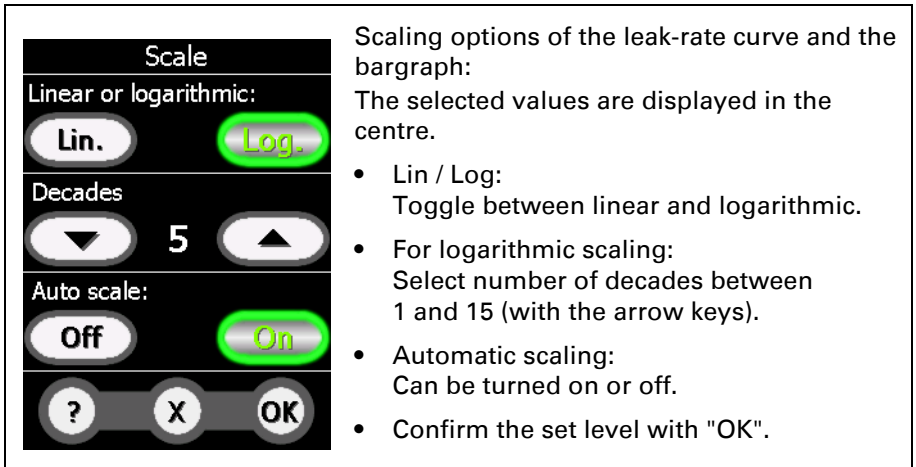 Scale
Linear or logarithmic:
Lin. Log.
Decades
5
Auto scale:
Off On
? X OK
Scaling options of the leak-rate curve and the
bargraph:
The selected values are displayed in the
centre.
• Lin / Log:
Toggle between linear and logarithmic.
• For logarithmic scaling:
Select number of decades between
1 and 15 (with the arrow keys).
• Automatic scaling:
Can be turned on or off.
• Confirm the set level with "OK".